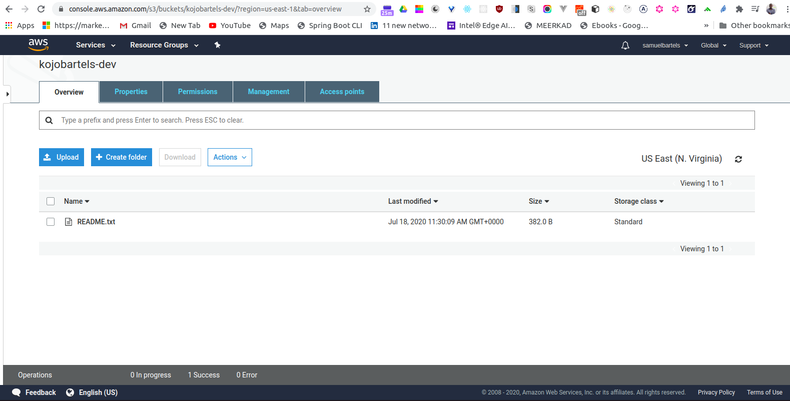 console.aws.amazon.com/s3/buckets/kojobartels-dev/?region=us-east-1&tab=overview
Apps https://marke... Gmail New Tab YouTube Maps Spring Boot CLI 11 new netwo... Intel® Edge AI... MEERKAD Ebooks - Goog... » Other bookmarks
aws Services Resource Groups samuelbartels Global Support
kojobartels-dev
Overview Properties Permissions Management Access points
Type a prefix and press Enter to search. Press ESC to clear.
Upload + Create folder Download Actions US East (N. Virginia)
Viewing 1 to 1
Name Last modified Size Storage class
README.txt Jul 18, 2020 11:30:09 AM GMT+0000 382.0 B Standard
Viewing 1 to 1
Operations 0 In progress 1 Success 0 Error
Feedback English (US) © 2008 - 2020, Amazon Web Services, Inc. or its affiliates. All rights reserved. Privacy Policy Terms of Use